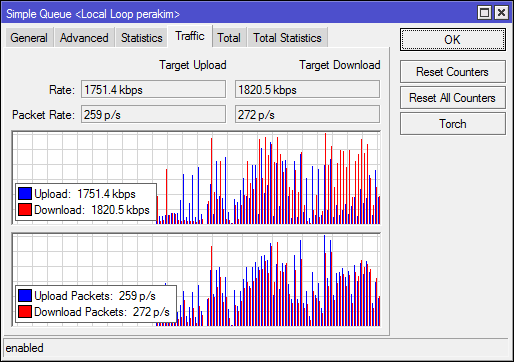 Simple Queue <Local Loop perakim>
General Advanced Statistics Traffic Total Total Statistics
OK
Target Upload Target Download
Rate: 1751.4 kbps 1820.5 kbps
Reset Counters
Packet Rate: 259 p/s 272 p/s
Reset All Counters
Torch
Upload: 1751.4 kbps
Download: 1820.5 kbps
Upload Packets: 259 p/s
Download Packets: 272 p/s
enabled